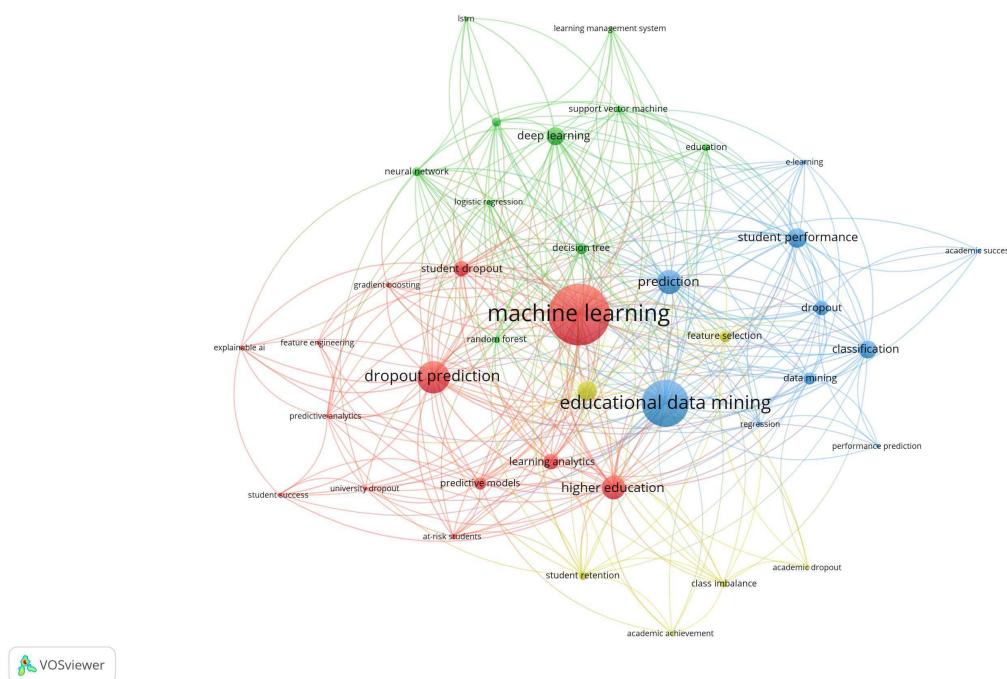 lstm
learning management system
support vector machine
deep learning
education
e-learning
neural network
logistic regression
student performance
decision tree
academic succes
student dropout
prediction
gradient boosting
dropout
machine learning
feature selection
random forest
feature engineering
explainable ai
classification
dropout prediction
data mining
educational data mining
predictive analytics
regression
performance prediction
learning analytics
predictive models
higher education
university dropout
student success
at-risk students
academic dropout
student retention
class imbalance
academic achievement
VOSviewer